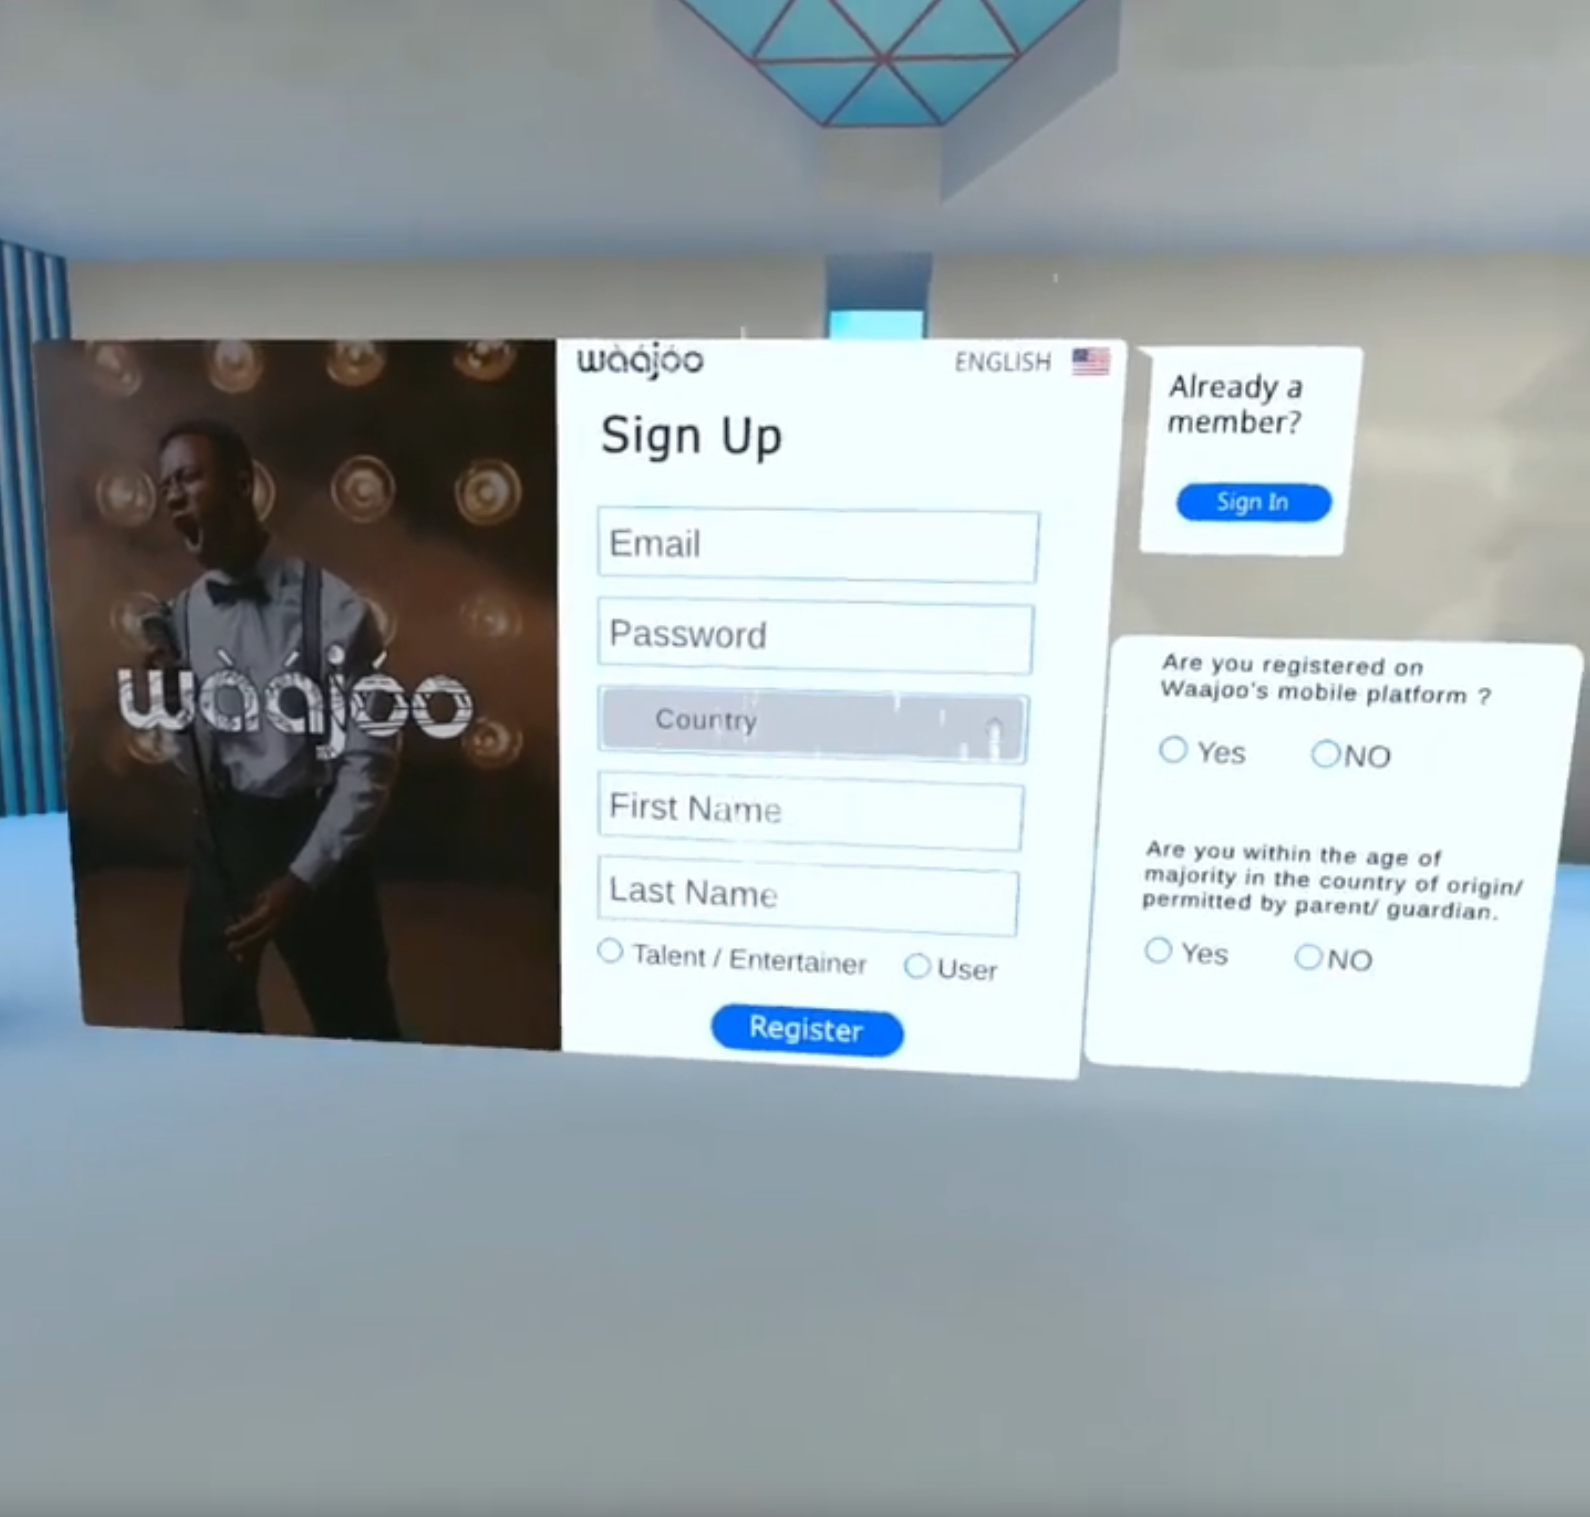 wàájóo
wàájóo
ENGLISH
Sign Up
Email
Password
Country
First Name
Last Name
Talent / Entertainer
User
Register
Already a
member?
Sign In
Are you registered on
Waajoo's mobile platform ?
Yes
NO
Are you within the age of
majority in the country of origin/
permitted by parent/ guardian.
Yes
NO